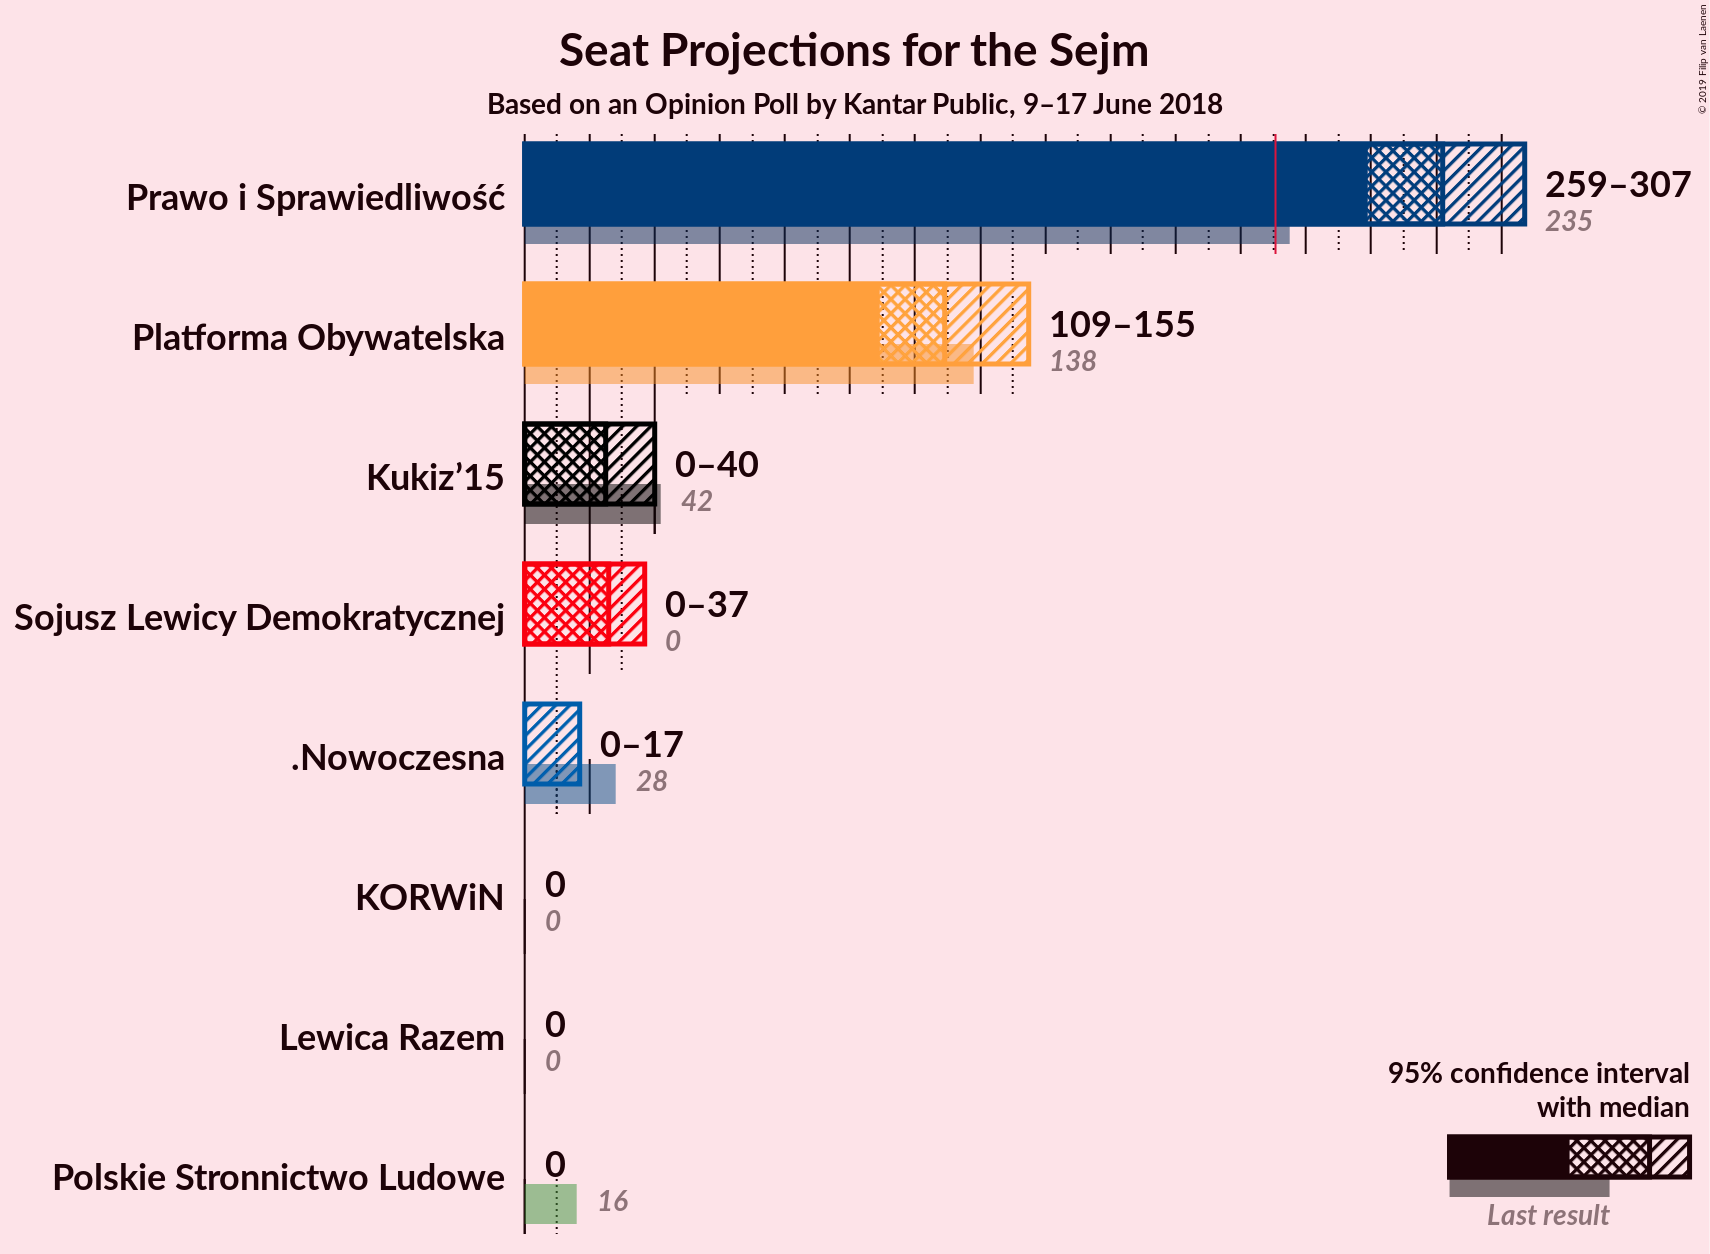 Seat Projections for the Sejm
Based on an Opinion Poll by Kantar Public, 9–17 June 2018
© 2019 Filip van Laenen
Prawo i Sprawiedliwość
259–307
235
Platforma Obywatelska
109–155
138
Kukiz’15
0–40
42
Sojusz Lewicy Demokratycznej
0–37
0
.Nowoczesna
0–17
28
KORWiN
0
0
Lewica Razem
0
0
Polskie Stronnictwo Ludowe
0
16
95% confidence interval
with median
Last result